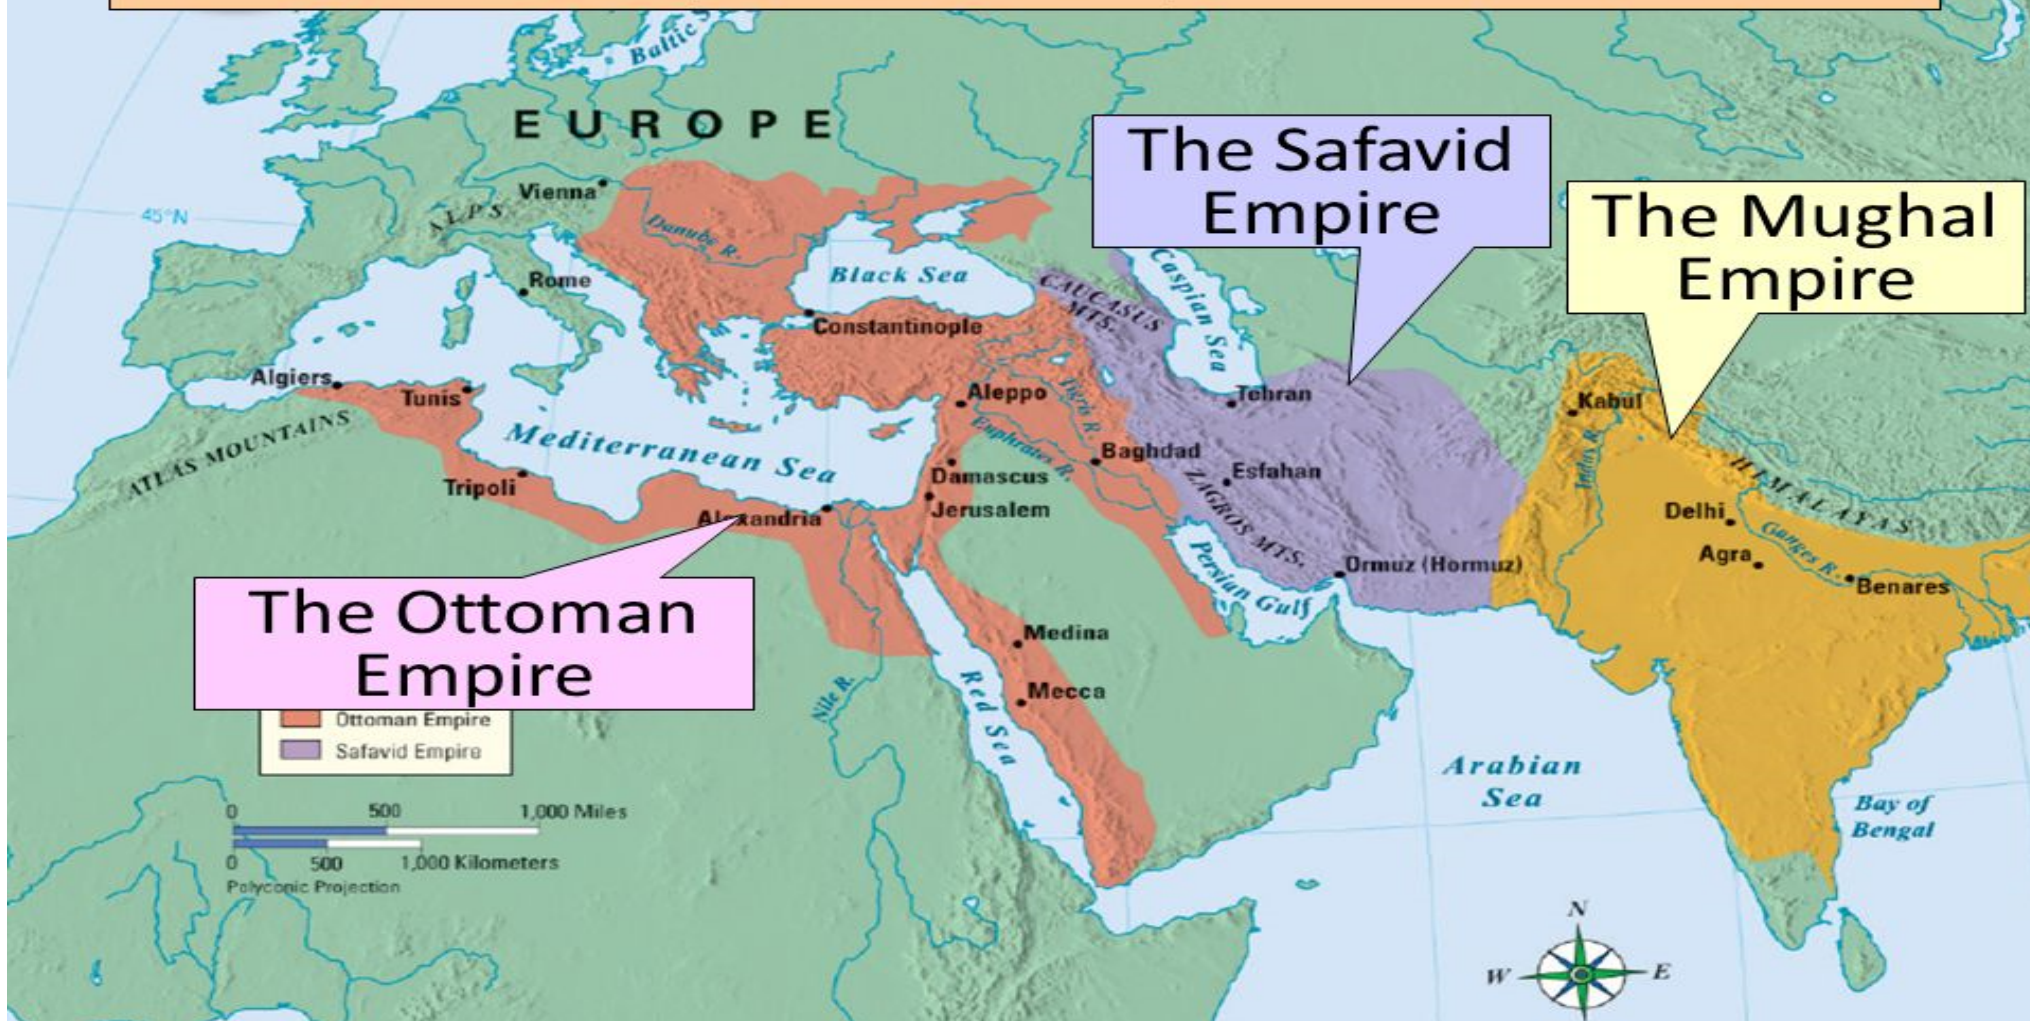 Baltic
EUROPE
The Safavid
Empire
The Mughal
Empire
Vienna
ALPS
45°N
Danube R.
Rome
Black Sea
CAUCASUS
MTS.
Caspian Sea
Constantinople
Algiers
Tunis
Aleppo
Tigris R.
Tehran
Kabul
ATLAS MOUNTAINS
Mediterranean Sea
Euphrates R.
Baghdad
Esfahan
Indus R.
HIMALAYAS
Tripoli
Damascus
ZAGROS MTS.
Alexandria
Jerusalem
Delhi
Ganges R.
Agra
Persian Gulf
Ormuz (Hormuz)
Benares
The Ottoman
Empire
Medina
Mecca
Nile R.
Red Sea
Ottoman Empire
Safavid Empire
Arabian
Sea
Bay of
Bengal
0 500 1,000 Miles
0 500 1,000 Kilometers
Polyconic Projection
N
W E